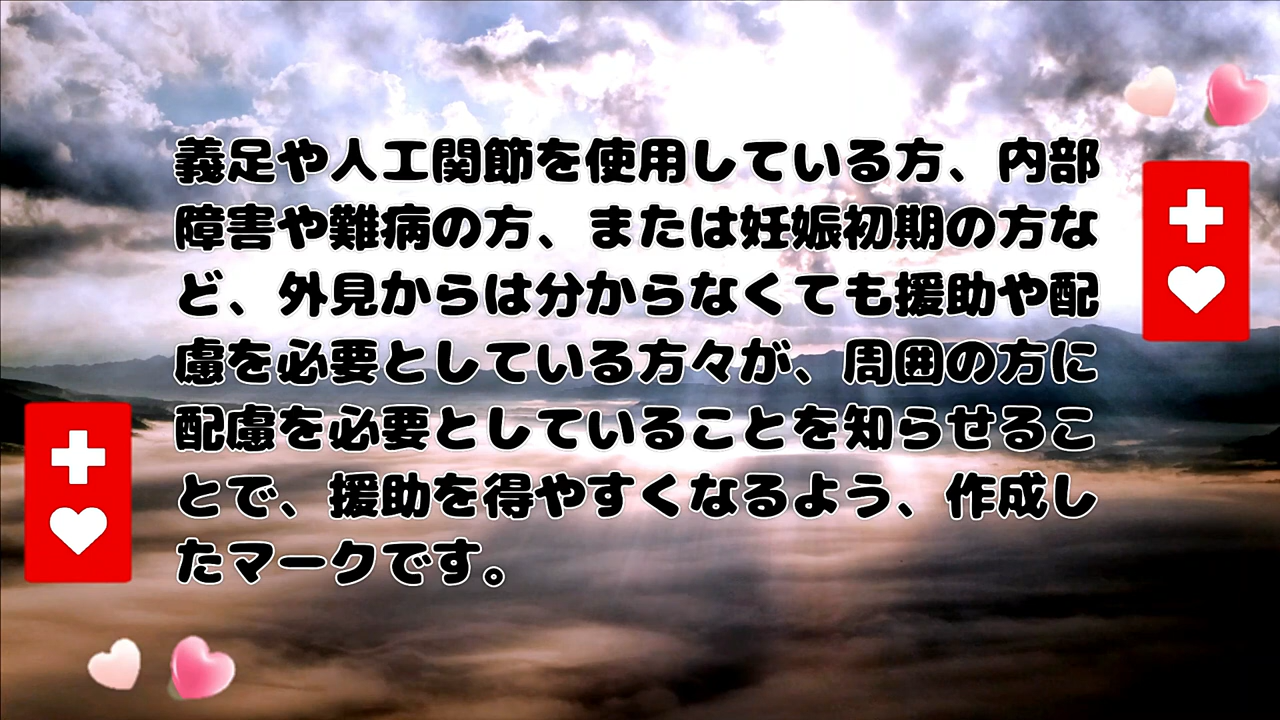 義足や人工関節を使用している方、内部
障害や難病の方、または妊娠初期の方な
ど、外見からは分からなくても援助や配
慮を必要としている方々が、周囲の方に
配慮を必要としていることを知らせるこ
とで、援助を得やすくなるよう、作成し
たマークです。